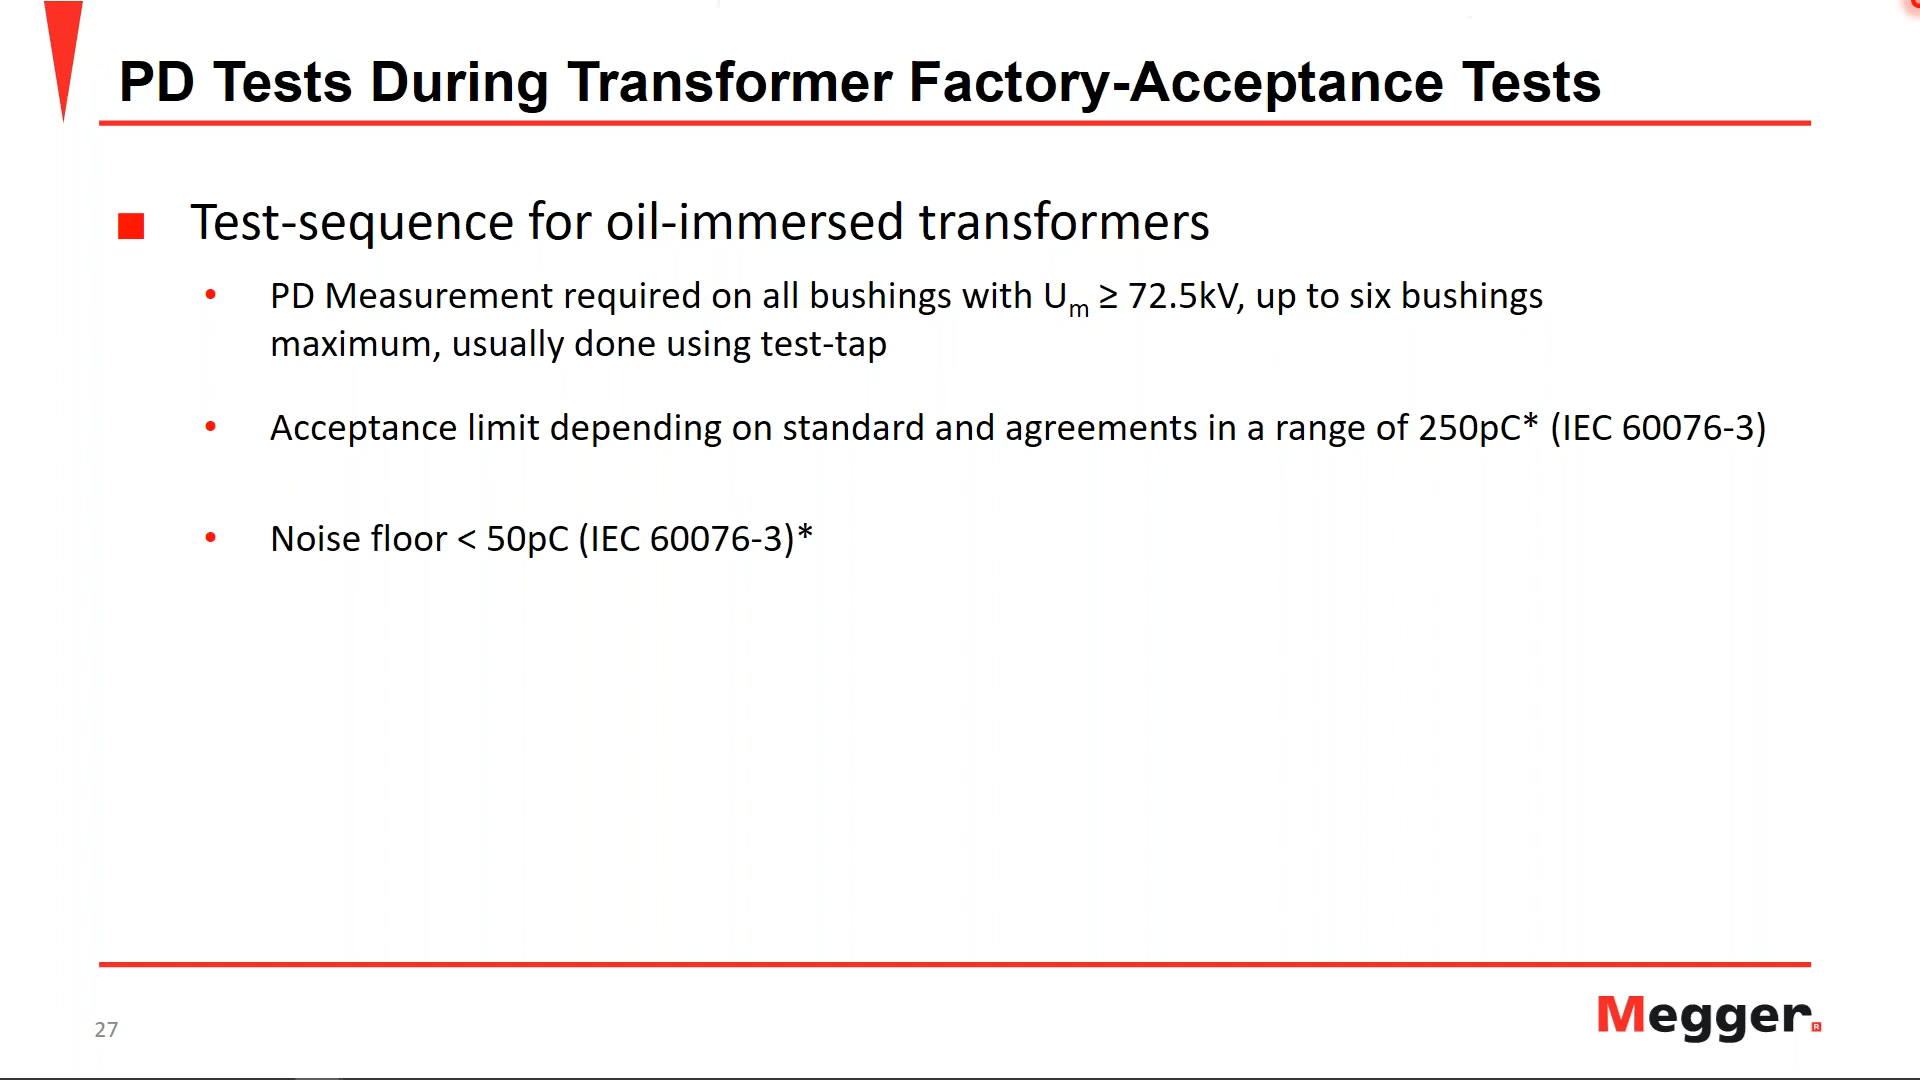 PD Tests During Transformer Factory-Acceptance Tests
Test-sequence for oil-immersed transformers
PD Measurement required on all bushings with Um ≥ 72.5kV, up to six bushings
maximum, usually done using test-tap
Acceptance limit depending on standard and agreements in a range of 250pC* (IEC 60076-3)
Noise floor < 50pC (IEC 60076-3)*
27
Megger®